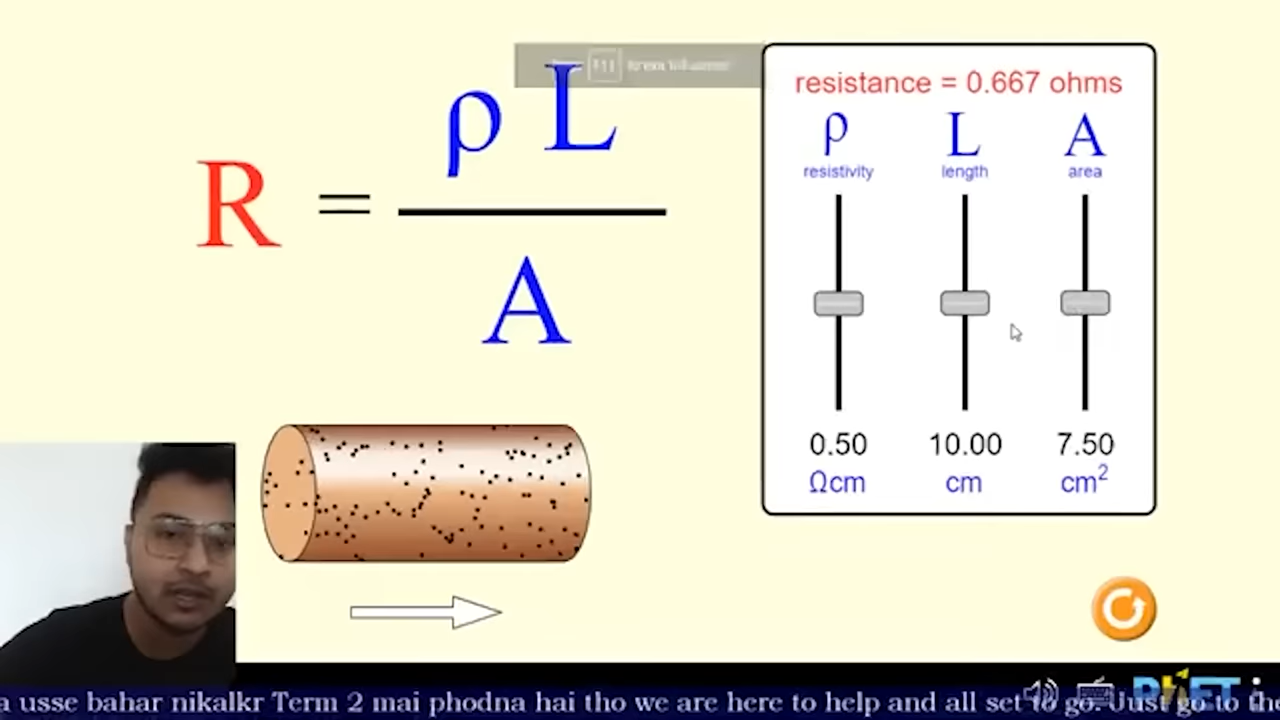 ρ L
R =
A
resistance = 0.667 ohms
ρ L A
resistivity length area
0.50 10.00 7.50
Ωcm cm cm²
a usse bahar nikalkr Term 2 mai phodna hai tho we are here to help and all set to go. Just go to the
PhET